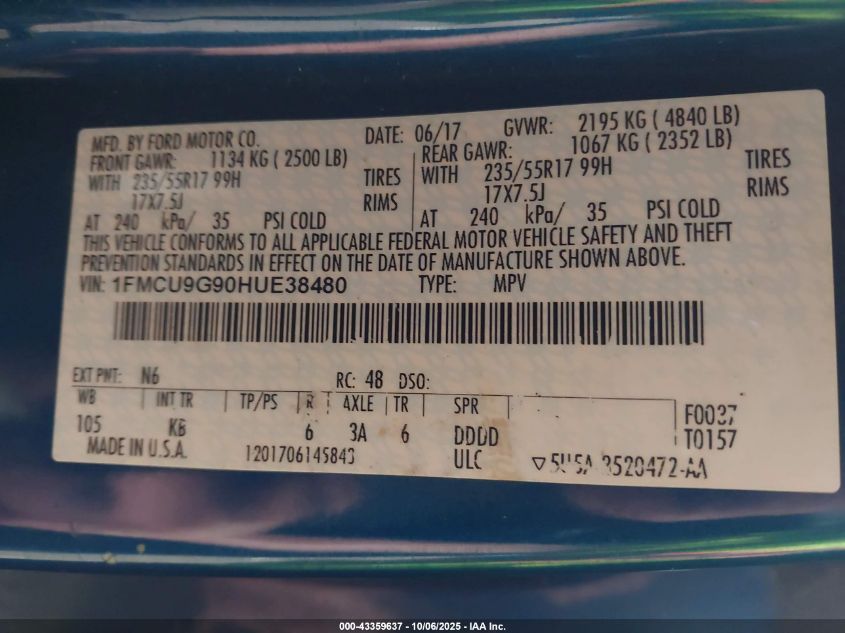 MFD. BY FORD MOTOR CO. DATE: 06/17 GVWR: 2195 KG ( 4840 LB)
FRONT GAWR: 1134 KG ( 2500 LB) REAR GAWR: 1067 KG ( 2352 LB)
WITH 235/55R17 99H TIRES WITH 235/55R17 99H TIRES
17X7.5J RIMS 17X7.5J RIMS
AT 240 kPa/ 35 PSI COLD AT 240 kPa/ 35 PSI COLD
THIS VEHICLE CONFORMS TO ALL APPLICABLE FEDERAL MOTOR VEHICLE SAFETY AND THEFT
PREVENTION STANDARDS IN EFFECT ON THE DATE OF MANUFACTURE SHOWN ABOVE.
VIN: 1FMCU9G90HUE38480 TYPE: MPV
EXT PNT: N6 RC: 48 DSO:
WB INT TR TP/PS R AXLE TR SPR F0037
105 KB 6 3A 6 DDDD T0157
MADE IN U.S.A. 1201706145843 ULC
000-43359637 - 10/06/2025 - IAA Inc.